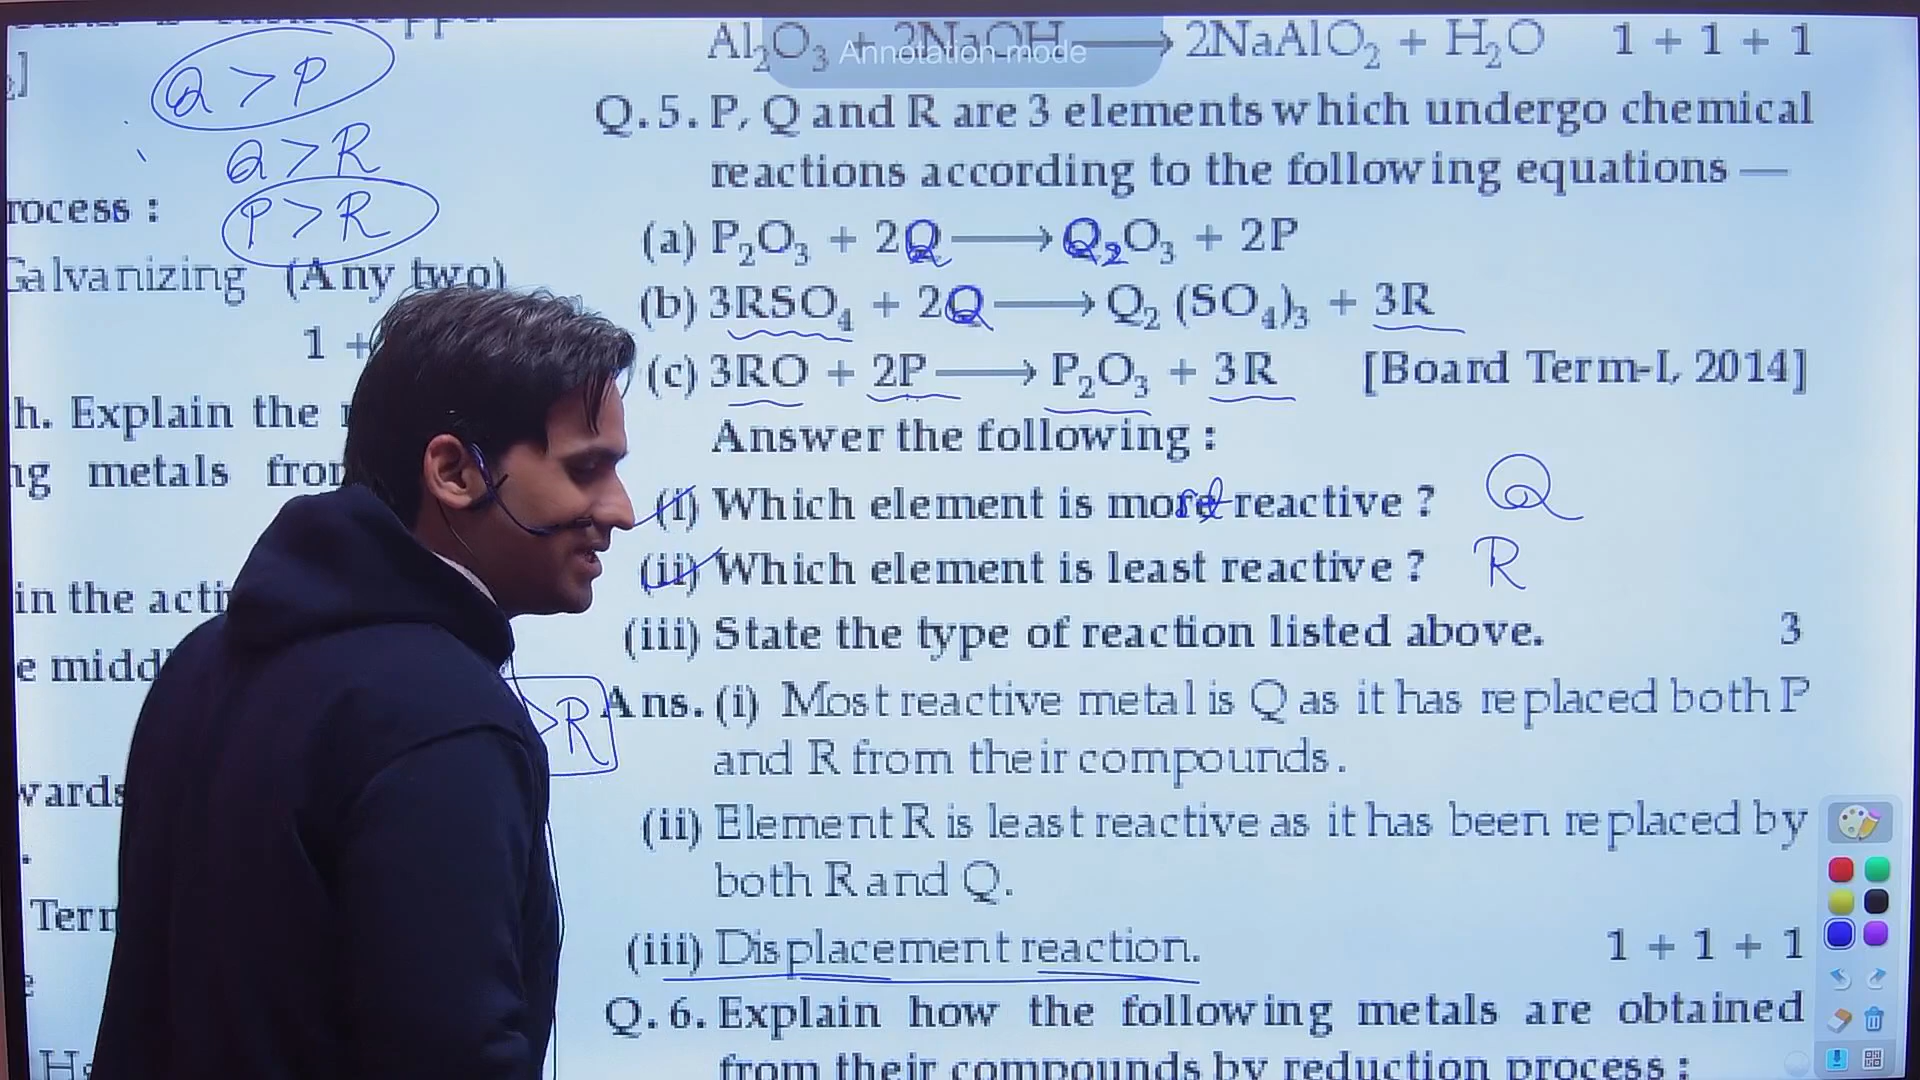 Q > P
Q > R
P > R
rocess :
Galvanizing (Any two)
1 +
h. Explain the
ng metals from
in the acti
e middl
wards
Term
> R
Annotation mode
Al₂O₃ + 2NaOH ⟶ 2NaAlO₂ + H₂O 1 + 1 + 1
Q. 5. P, Q and R are 3 elements which undergo chemical
reactions according to the following equations —
(a) P₂O₃ + 2Q ⟶ Q₂O₃ + 2P
(b) 3RSO₄ + 2Q ⟶ Q₂ (SO₄)₃ + 3R
(c) 3RO + 2P ⟶ P₂O₃ + 3R [Board Term-I, 2014]
Answer the following :
(i) Which element is most reactive ? Q
(ii) Which element is least reactive ? R
(iii) State the type of reaction listed above. 3
Ans. (i) Most reactive metal is Q as it has replaced both P
and R from their compounds.
(ii) Element R is least reactive as it has been replaced by
both R and Q.
(iii) Displacement reaction. 1 + 1 + 1
Q. 6. Explain how the following metals are obtained
from their compounds by reduction process :